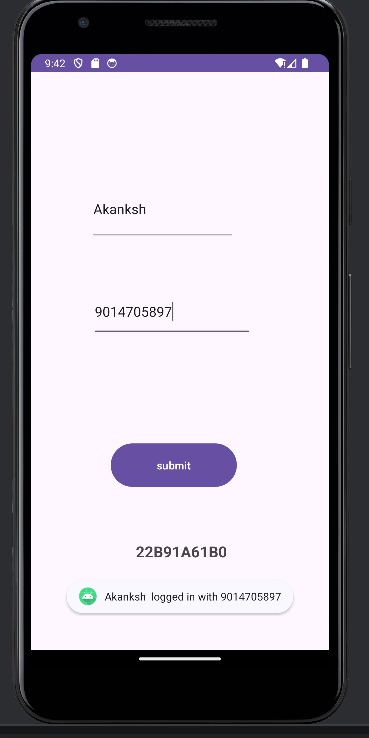 9:42
Akanksh
9014705897
submit
22B91A61B0
Akanksh  logged in with 9014705897